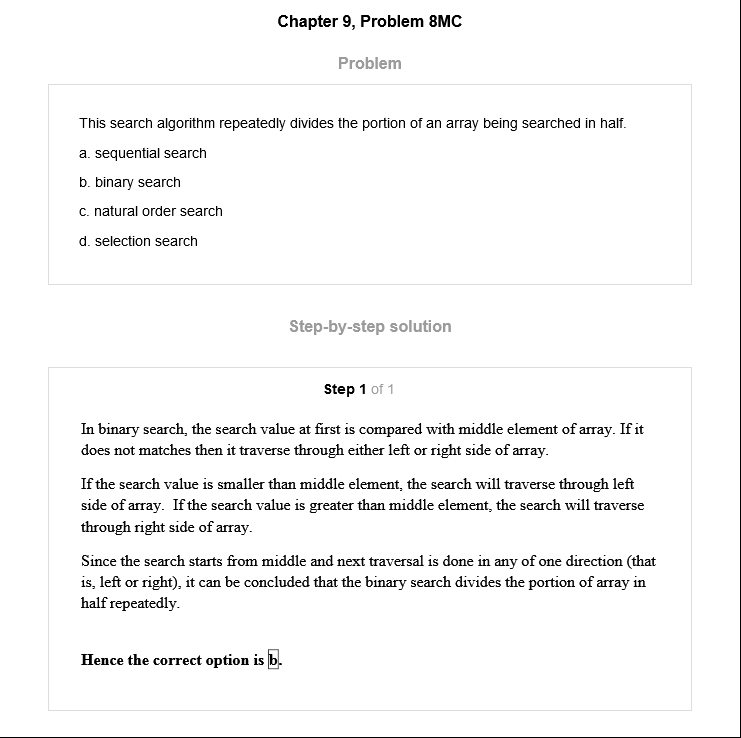 Chapter 9, Problem 8MC
Problem
This search algorithm repeatedly divides the portion of an array being searched in half.
a. sequential search
b. binary search
c. natural order search
d. selection search
Step-by-step solution
Step 1 of 1
In binary search, the search value at first is compared with middle element of array. If it
does not matches then it traverse through either left or right side of array.
If the search value is smaller than middle element, the search will traverse through left
side of array.  If the search value is greater than middle element, the search will traverse
through right side of array.
Since the search starts from middle and next traversal is done in any of one direction (that
is, left or right), it can be concluded that the binary search divides the portion of array in
half repeatedly.
Hence the correct option is b.